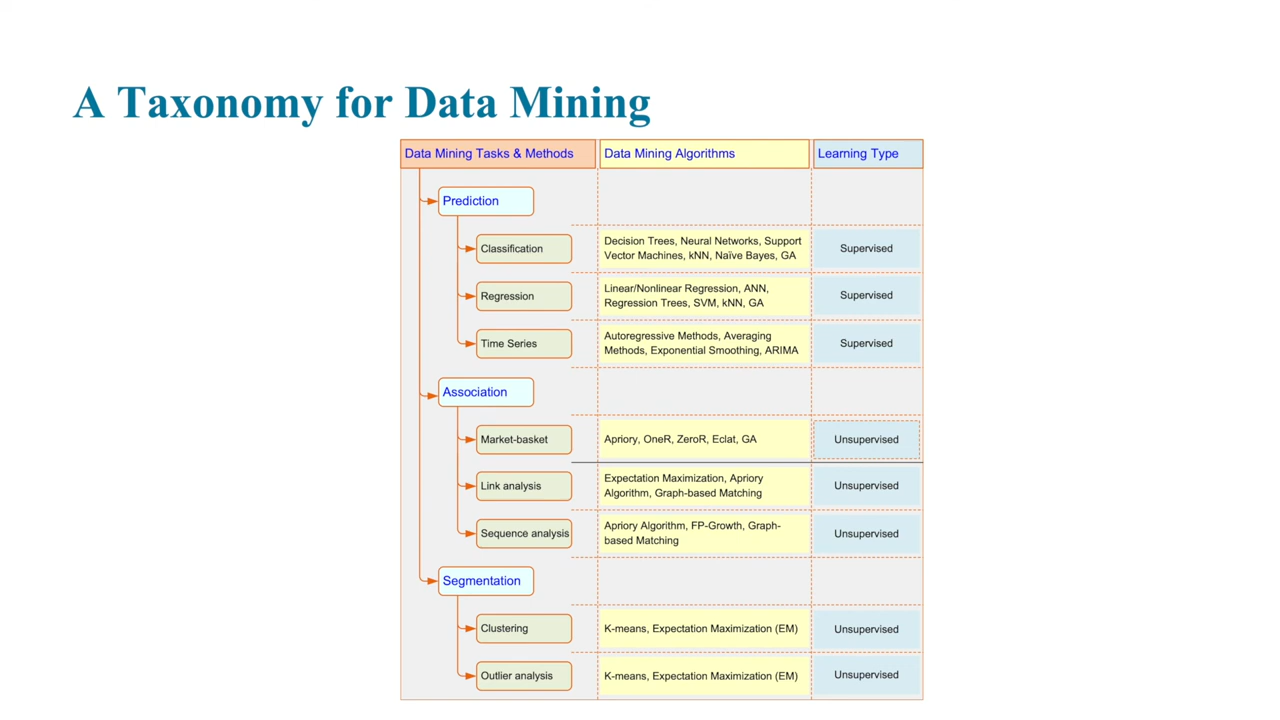 A Taxonomy for Data Mining
Data Mining Tasks & Methods
Data Mining Algorithms
Learning Type
Prediction
Classification
Decision Trees, Neural Networks, Support
Vector Machines, kNN, Naïve Bayes, GA
Supervised
Regression
Linear/Nonlinear Regression, ANN,
Regression Trees, SVM, kNN, GA
Supervised
Time Series
Autoregressive Methods, Averaging
Methods, Exponential Smoothing, ARIMA
Supervised
Association
Market-basket
Apriory, OneR, ZeroR, Eclat, GA
Unsupervised
Link analysis
Expectation Maximization, Apriory
Algorithm, Graph-based Matching
Unsupervised
Sequence analysis
Apriory Algorithm, FP-Growth, Graph-
based Matching
Unsupervised
Segmentation
Clustering
K-means, Expectation Maximization (EM)
Unsupervised
Outlier analysis
K-means, Expectation Maximization (EM)
Unsupervised